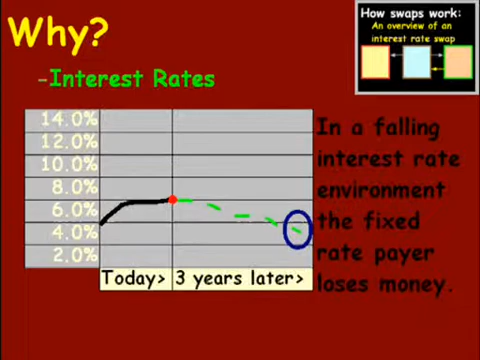 Why?
How swaps work:
An overview of an
interest rate swap
-Interest Rates
14.0%
12.0%
10.0%
8.0%
6.0%
4.0%
2.0%
Today> 3 years later>
In a falling
interest rate
environment
the fixed
rate payer
loses money.